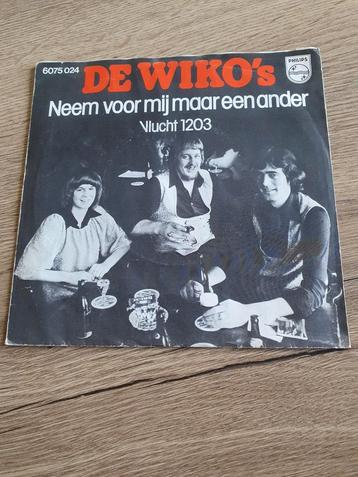 6075 024
DE WIKO's
PHILIPS
Neem voor mij maar een ander
Vlucht 1203